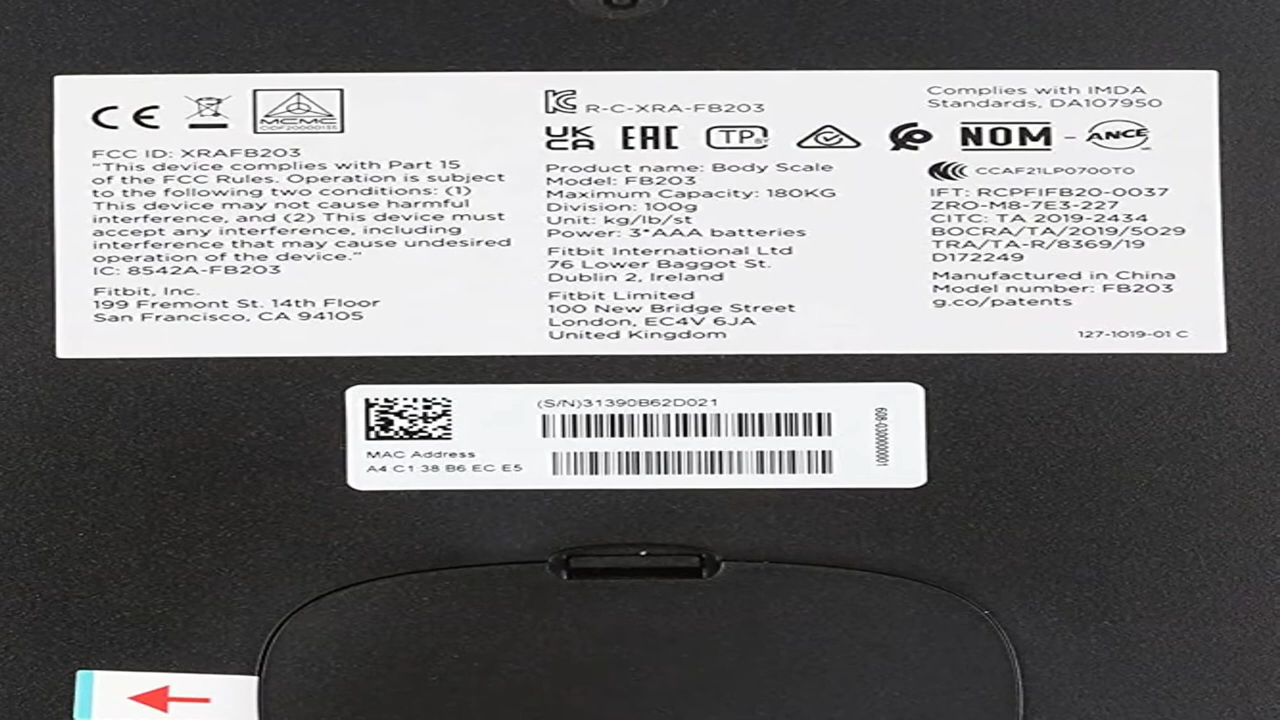 CE
MCMC
FCC ID: XRAFB203
"This device complies with Part 15
of the FCC Rules. Operation is subject
to the following two conditions: (1)
This device may not cause harmful
interference, and (2) This device must
accept any interference, including
interference that may cause undesired
operation of the device."
IC: 8542A-FB203
Fitbit, Inc.
199 Fremont St. 14th Floor
San Francisco, CA 94105
R-C-XRA-FB203
UK CA EAC TP
Product name: Body Scale
Model: FB203
Maximum Capacity: 180KG
Division: 100g
Unit: kg/lb/st
Power: 3*AAA batteries
Fitbit International Ltd
76 Lower Baggot St.
Dublin 2, Ireland
Fitbit Limited
100 New Bridge Street
London, EC4V 6JA
United Kingdom
Complies with IMDA
Standards, DA107950
NOM - ANCE
CCAF21LP0700T0
IFT: RCPFIFB20-0037
ZRO-M8-7E3-227
CITC: TA 2019-2434
BOCRA/TA/2019/5029
TRA/TA-R/8369/19
D172249
Manufactured in China
Model number: FB203
g.co/patents
127-1019-01 C
(S/N)31390B62D021
MAC Address
A4 C1 38 B6 EC E5